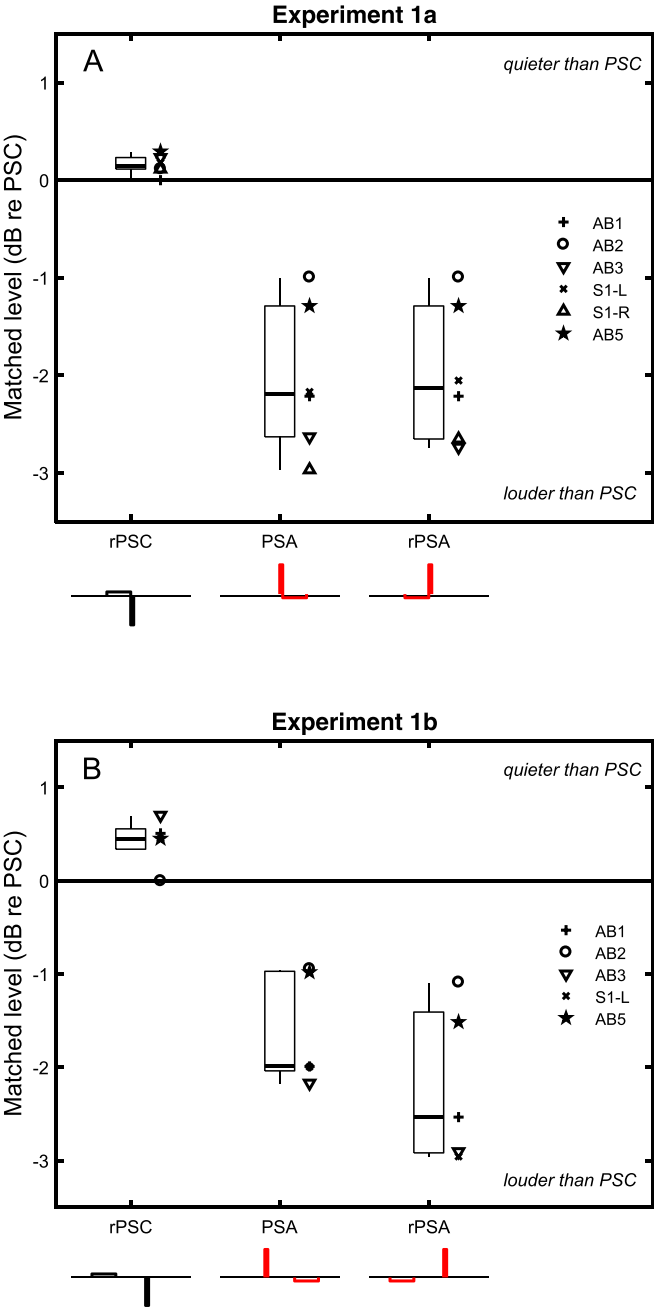 Experiment 1a
A
quieter than PSC
1
0
-1
-2
-3
Matched level (dB re PSC)
AB1
AB2
AB3
S1-L
S1-R
AB5
louder than PSC
rPSC PSA rPSA
Experiment 1b
B
quieter than PSC
1
0
-1
-2
-3
Matched level (dB re PSC)
AB1
AB2
AB3
S1-L
AB5
louder than PSC
rPSC PSA rPSA